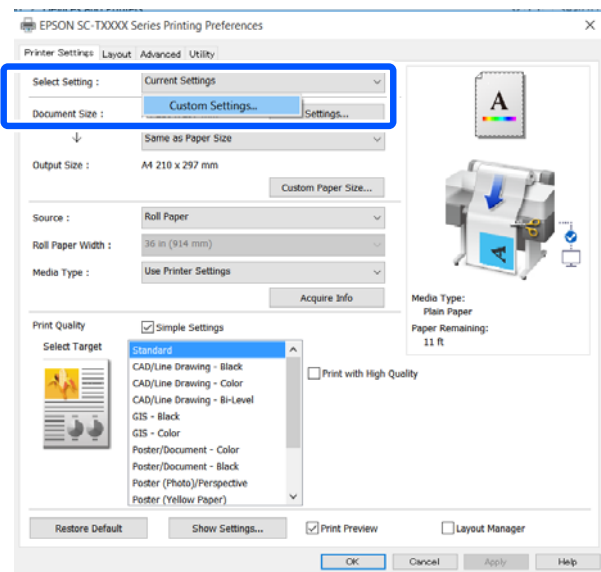 EPSON SC-TXXXX Series Printing Preferences
Printer Settings Layout Advanced Utility
Select Setting : Current Settings
Custom Settings...
Document Size : Settings...
Same as Paper Size
Output Size : A4 210 x 297 mm
Custom Paper Size...
Source : Roll Paper
Roll Paper Width : 36 in (914 mm)
Media Type : Use Printer Settings
Acquire Info
A
Media Type:
Plain Paper
Paper Remaining:
11 ft
Print Quality Simple Settings
Select Target
Standard
CAD/Line Drawing - Black
CAD/Line Drawing - Color
CAD/Line Drawing - Bi-Level
GIS - Black
GIS - Color
Poster/Document - Color
Poster/Document - Black
Poster (Photo)/Perspective
Poster (Yellow Paper)
Print with High Quality
Restore Default Show Settings... Print Preview Layout Manager
OK Cancel Apply Help